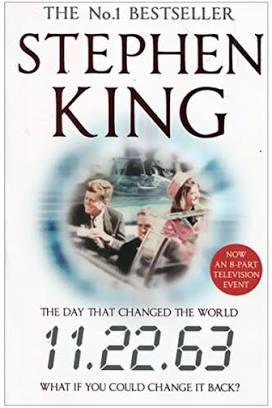 THE No.1 BESTSELLER
STEPHEN
KING
NOW
AN 8-PART
TELEVISION
EVENT
THE DAY THAT CHANGED THE WORLD
11.22.63
WHAT IF YOU COULD CHANGE IT BACK?